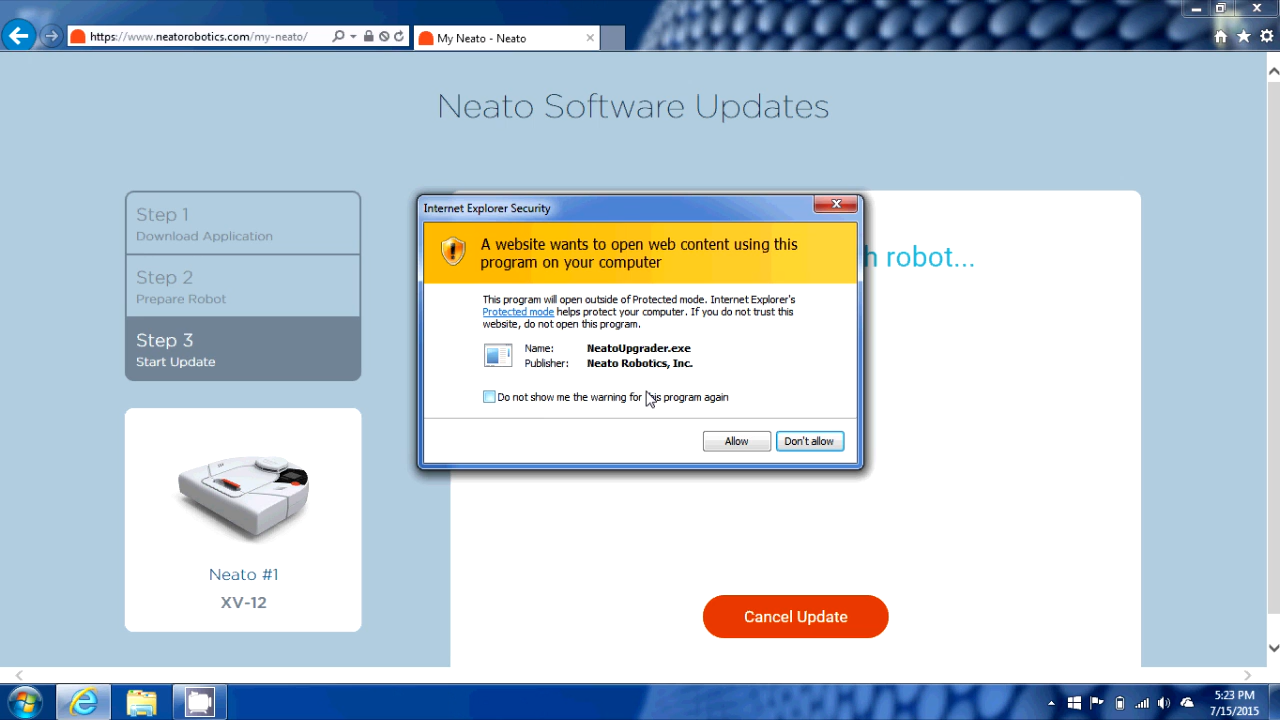 https://www.neatorobotics.com/my-neato/
My Neato - Neato
Neato Software Updates
Step 1
Download Application
Step 2
Prepare Robot
Step 3
Start Update
Neato #1
XV-12
h robot...
Internet Explorer Security
A website wants to open web content using this
program on your computer
This program will open outside of Protected mode. Internet Explorer's
Protected mode helps protect your computer. If you do not trust this
website, do not open this program.
Name: NeatoUpgrader.exe
Publisher: Neato Robotics, Inc.
Do not show me the warning for this program again
Allow
Don't allow
Cancel Update
5:23 PM
7/15/2015